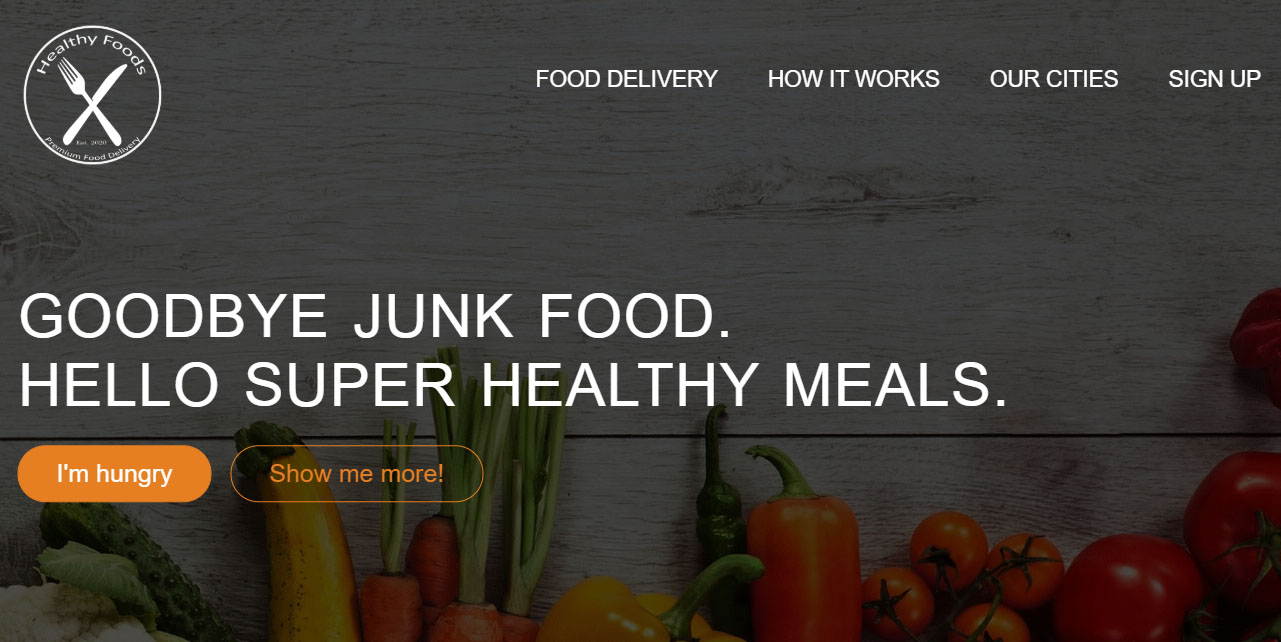 Healthy Foods
Est. 2020
Premium Food Delivery
FOOD DELIVERY
HOW IT WORKS
OUR CITIES
SIGN UP
GOODBYE JUNK FOOD.
HELLO SUPER HEALTHY MEALS.
I'm hungry
Show me more!